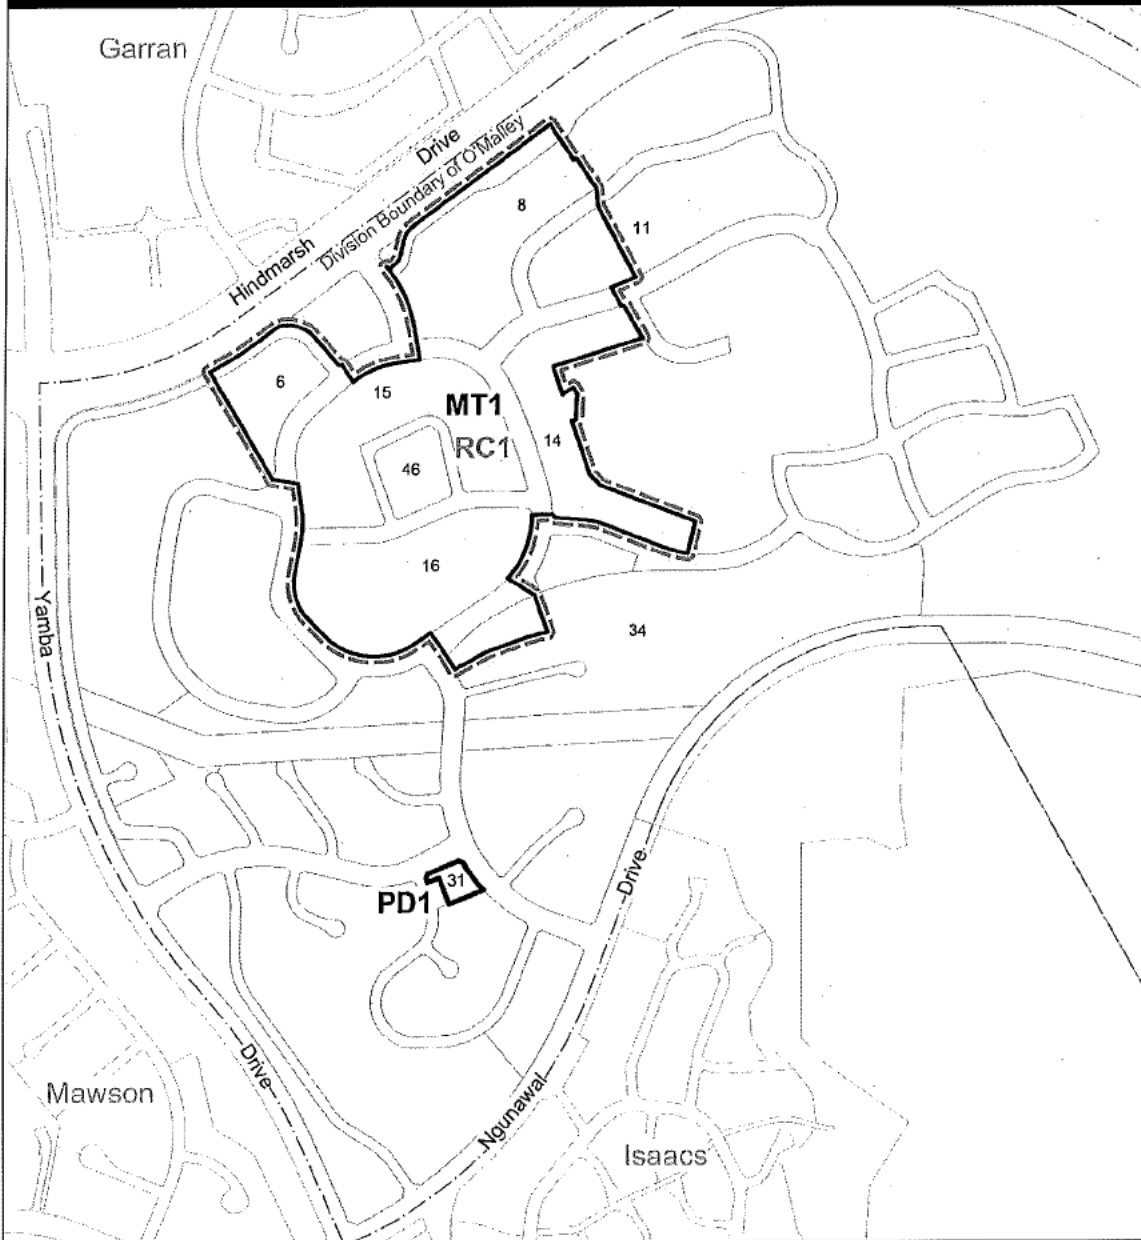 Garran
Hindmarsh
Drive
Division Boundary of O'Malley
8
11
6
15
MT1
RC1
14
46
16
34
Yamba
31
PD1
Drive
Drive
Mawson
Ngunawal
Isaacs